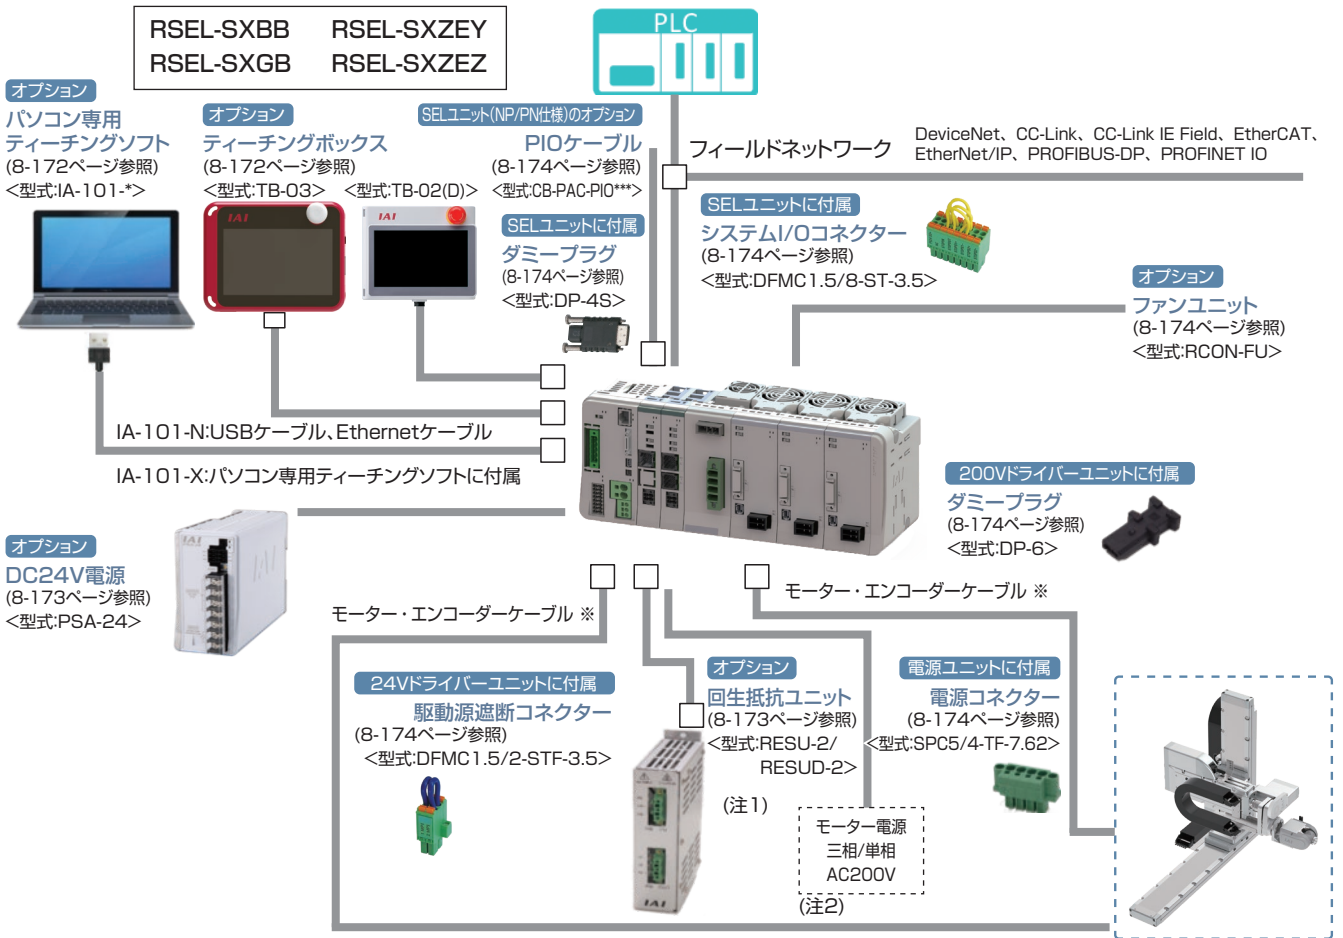 RSEL-SXBB RSEL-SXZEY
RSEL-SXGB RSEL-SXZEZ
PLC
オプション
パソコン専用
ティーチングソフト
(8-172ページ参照)
<型式:IA-101-*>
オプション
ティーチングボックス
(8-172ページ参照)
<型式:TB-03>
<型式:TB-02(D)>
SELユニット(NP/PN仕様)のオプション
PIOケーブル
(8-174ページ参照)
<型式:CB-PAC-PIO***>
SELユニットに付属
ダミープラグ
(8-174ページ参照)
<型式:DP-4S>
フィールドネットワーク
DeviceNet、CC-Link、CC-Link IE Field、EtherCAT、
EtherNet/IP、PROFIBUS-DP、PROFINET IO
SELユニットに付属
システムI/Oコネクター
(8-174ページ参照)
<型式:DFMC1.5/8-ST-3.5>
オプション
ファンユニット
(8-174ページ参照)
<型式:RCON-FU>
IAI
IAI
IA-101-N:USBケーブル、Ethernetケーブル
IA-101-X:パソコン専用ティーチングソフトに付属
200Vドライバーユニットに付属
ダミープラグ
(8-174ページ参照)
<型式:DP-6>
オプション
DC24V電源
(8-173ページ参照)
<型式:PSA-24>
IAI
モーター・エンコーダーケーブル ※
モーター・エンコーダーケーブル ※
24Vドライバーユニットに付属
駆動源遮断コネクター
(8-174ページ参照)
<型式:DFMC1.5/2-STF-3.5>
オプション
回生抵抗ユニット
(8-173ページ参照)
<型式:RESU-2/
RESUD-2>
(注1)
IAI
電源ユニットに付属
電源コネクター
(8-174ページ参照)
<型式:SPC5/4-TF-7.62>
モーター電源
三相/単相
AC200V
(注2)